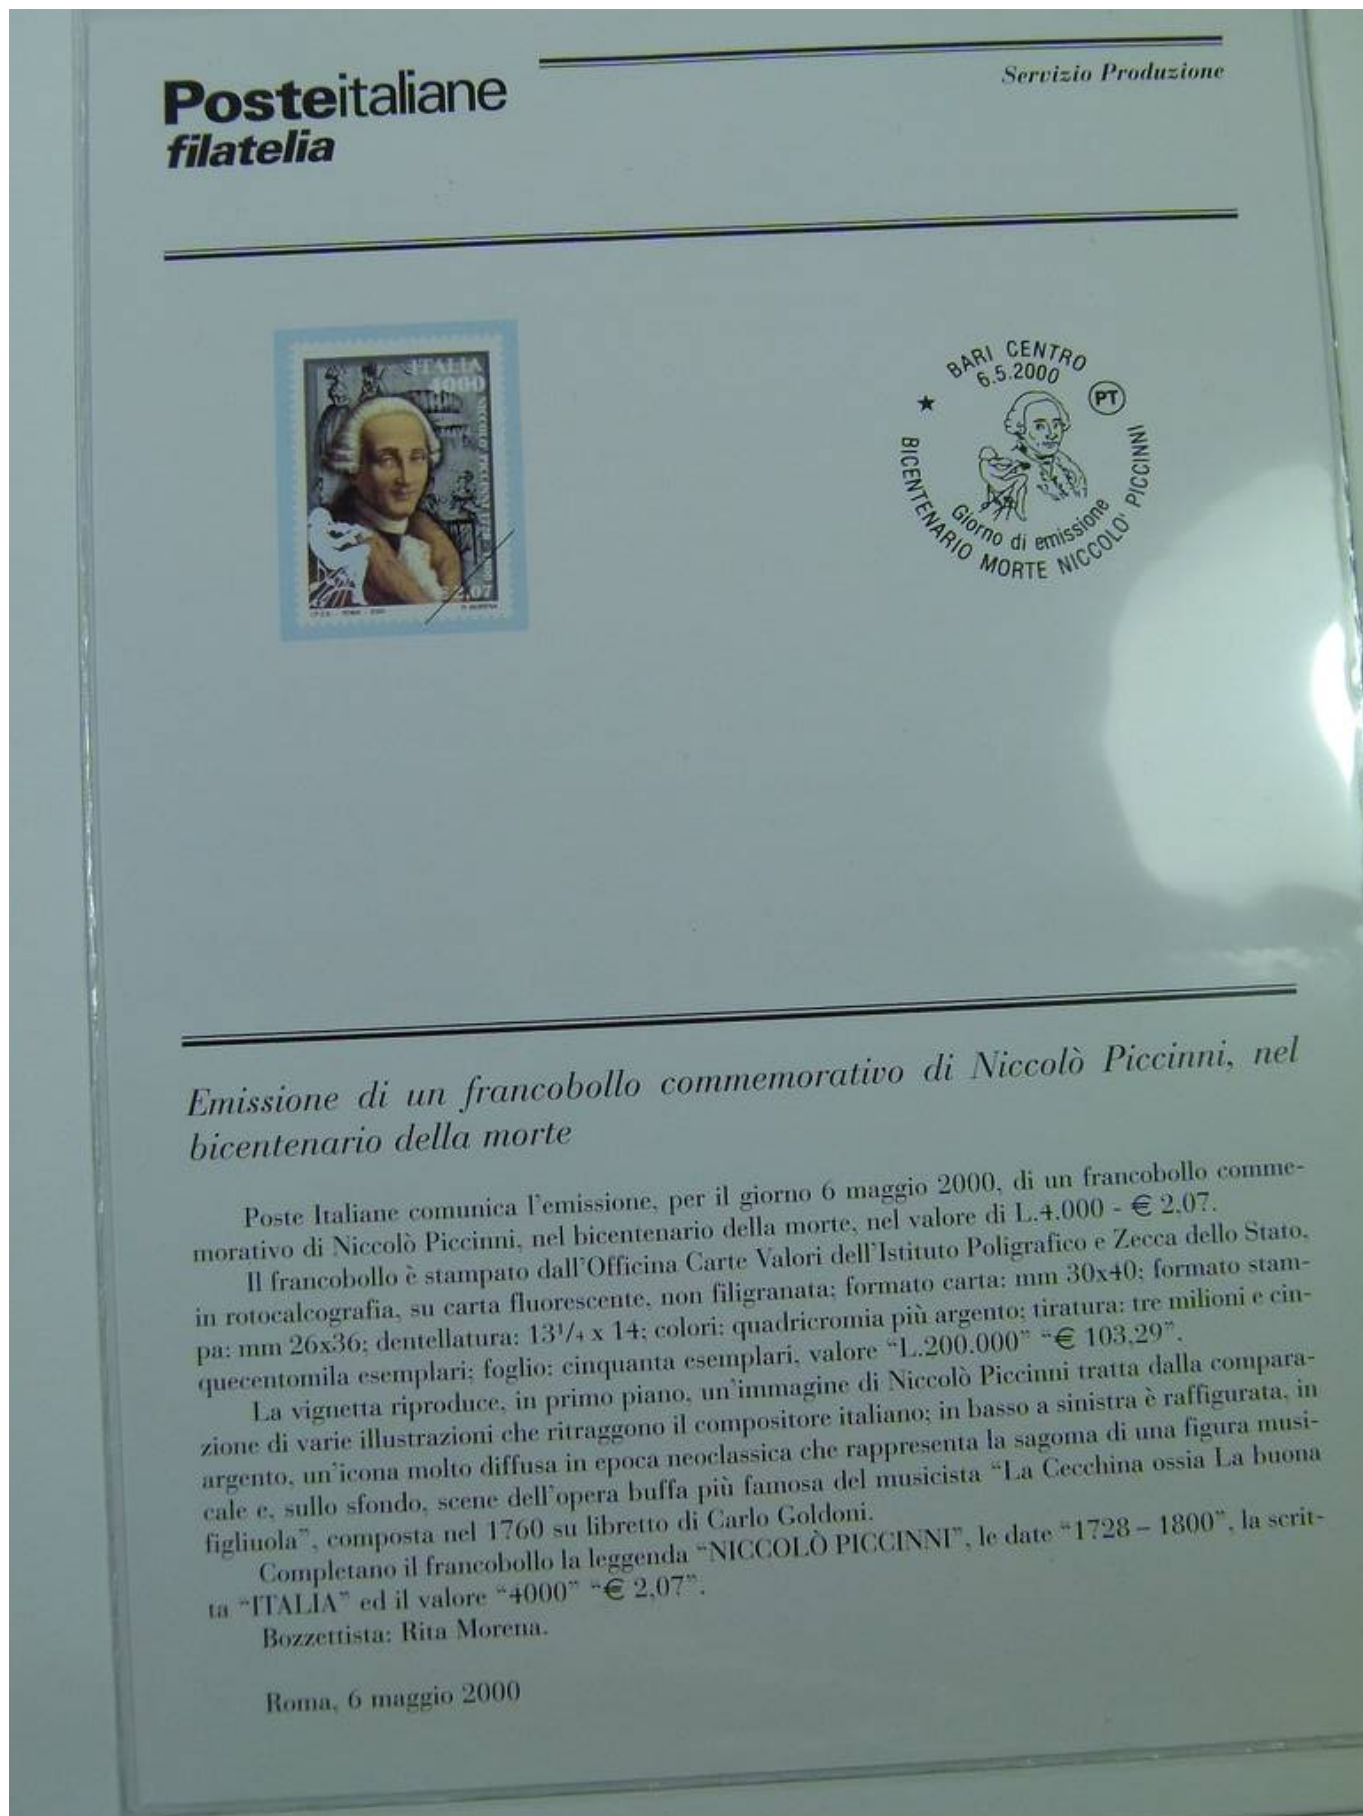 Posteitaliane
filatelia
Servizio Produzione
ITALIA
4000
NICCOLO' PICCINNI
2,07
R. MORENA
BARI CENTRO
6.5.2000
PT
Giorno di emissione
BICENTENARIO MORTE NICCOLO' PICCINNI
Emissione di un francobollo commemorativo di Niccolò Piccinni, nel
bicentenario della morte
Poste Italiane comunica l'emissione, per il giorno 6 maggio 2000, di un francobollo comme-
morativo di Niccolò Piccinni, nel bicentenario della morte, nel valore di L.4.000 - € 2,07.
Il francobollo è stampato dall'Officina Carte Valori dell'Istituto Poligrafico e Zecca dello Stato,
in rotocalcografia, su carta fluorescente, non filigranata; formato carta: mm 30x40; formato stam-
pa: mm 26x36; dentellatura: 13¹/₄ x 14; colori: quadricromia più argento; tiratura: tre milioni e cin-
quecentomila esemplari; foglio: cinquanta esemplari, valore "L.200.000" "€ 103,29".
La vignetta riproduce, in primo piano, un'immagine di Niccolò Piccinni tratta dalla compara-
zione di varie illustrazioni che ritraggono il compositore italiano; in basso a sinistra è raffigurata, in
argento, un'icona molto diffusa in epoca neoclassica che rappresenta la sagoma di una figura musi-
cale e, sullo sfondo, scene dell'opera buffa più famosa del musicista "La Cecchina ossia La buona
figliuola", composta nel 1760 su libretto di Carlo Goldoni.
Completano il francobollo la leggenda "NICCOLÒ PICCINNI", le date "1728 – 1800", la scrit-
ta "ITALIA" ed il valore "4000" "€ 2,07".
Bozzettista: Rita Morena.
Roma, 6 maggio 2000